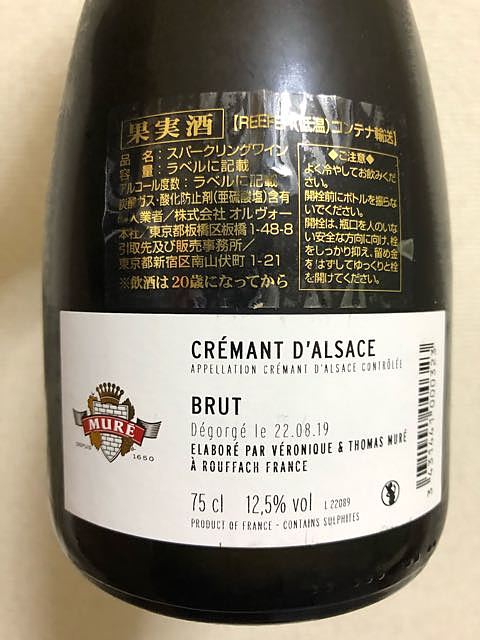 果実酒 【REEFER(低温)コンテナ輸送】
品名:スパークリングワイン
容量:ラベルに記載
アルコール度数:ラベルに記載
炭酸ガス・酸化防止剤(亜硫酸塩)含有
輸入業者/株式会社オルヴォー
本社/東京都板橋区板橋1-48-8
引取先及び販売事務所/
東京都新宿区南山伏町1-21
※飲酒は20歳になってから
◆ご注意◆
よく冷やしてお飲みください。
開栓前にボトルを振らないでください。
開栓は、瓶口を人のいない安全な方向に向け、栓をしっかり抑え、留め金をはずしてゆっくりと栓を開けてください。
CRÉMANT D'ALSACE
APPELLATION CRÉMANT D'ALSACE CONTRÔLÉE
BRUT
Dégorgé le 22.08.19
ELABORÉ PAR VÉRONIQUE & THOMAS MURÉ
À ROUFFACH FRANCE
75 cl 12,5% vol L 22089
PRODUCT OF FRANCE - CONTAINS SULPHITES
MURÉ
DEPUIS 1650
3 431441 000323